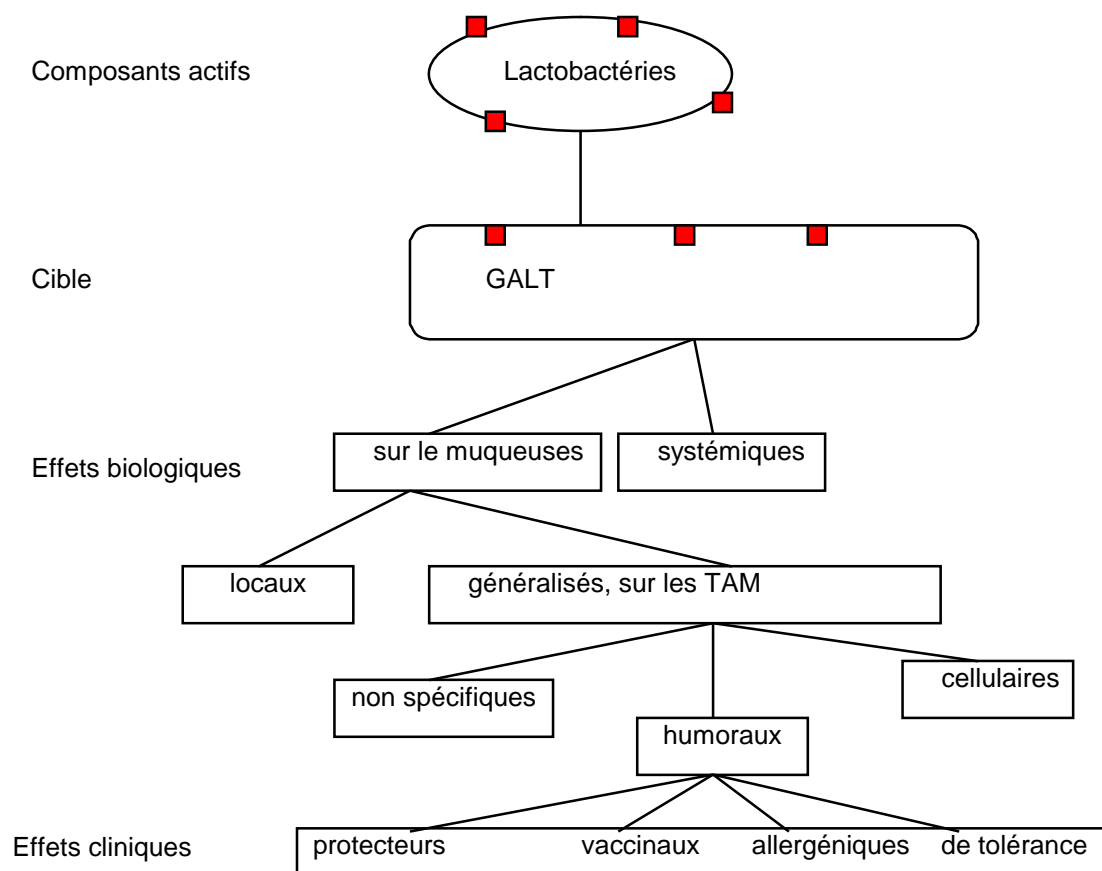 Composants actifs Lactobactéries
Cible GALT
sur le muqueuses systémiques
Effets biologiques
locaux généralisés, sur les TAM
non spécifiques cellulaires
humoraux
Effets cliniques protecteurs vaccinaux allergéniques de tolérance